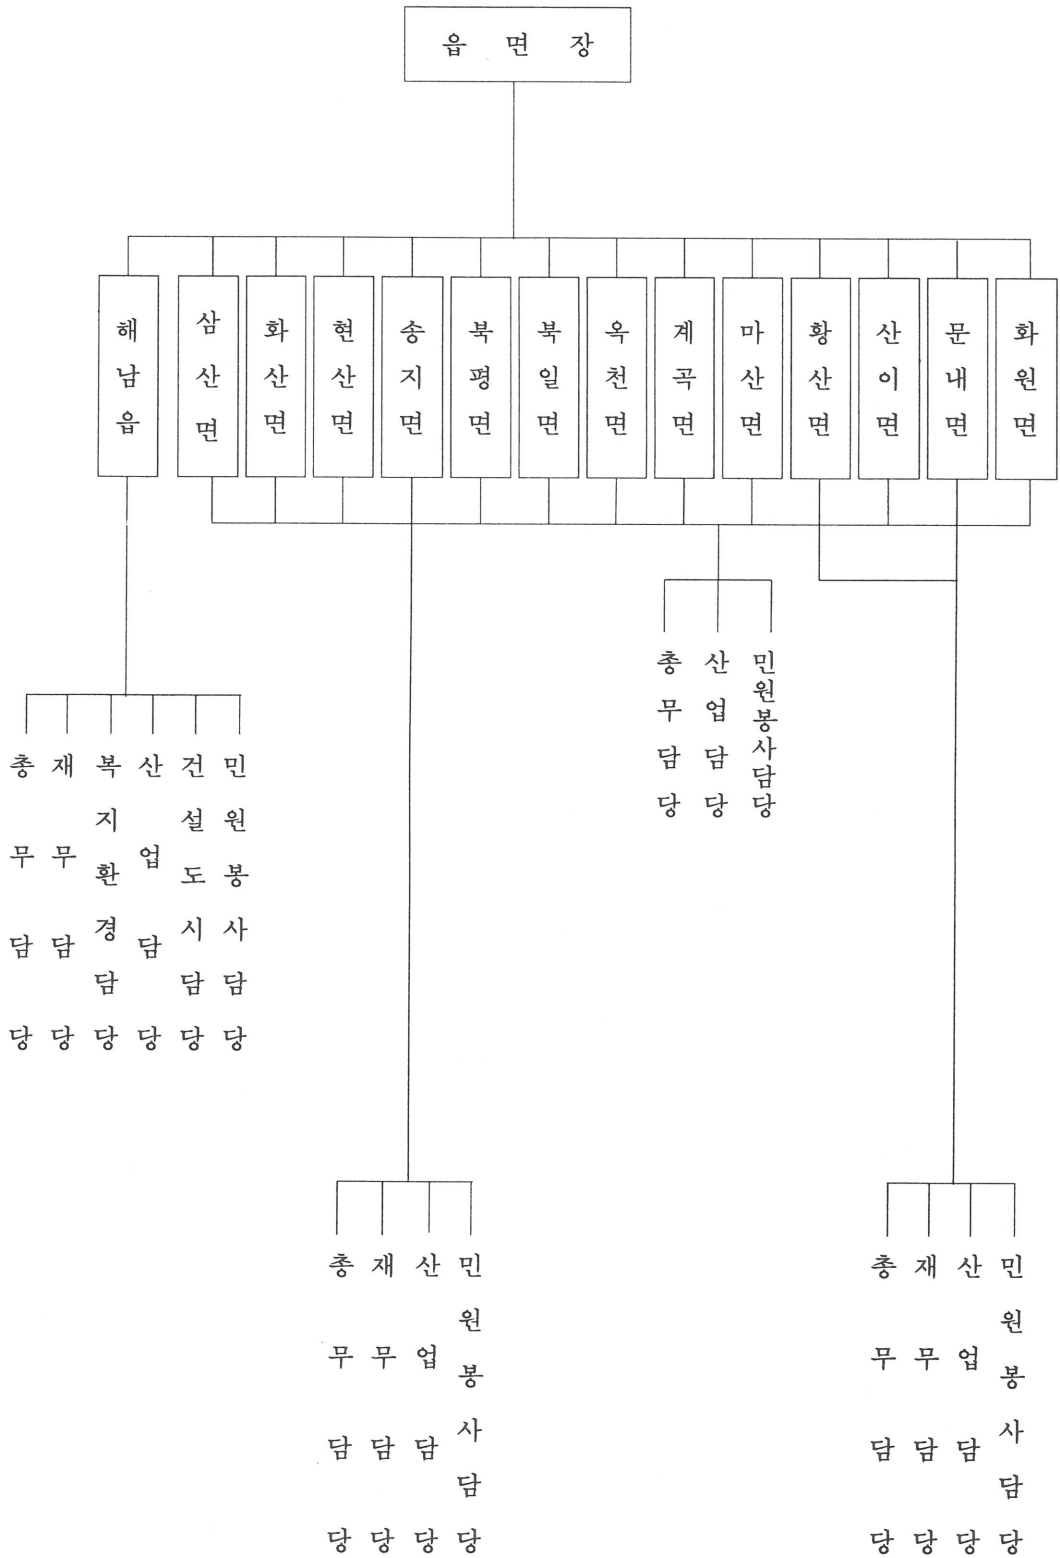 읍 면 장
해남읍
삼산면
화산면
현산면
송지면
북평면
북일면
옥천면
계곡면
마산면
황산면
산이면
문내면
화원면
총무담당
산업담당
민원봉사담당
총무담당
재무담당
복지환경담당
산업담당
건설도시담당
민원봉사담당
총무담당
재무담당
산업담당
민원봉사담당
총무담당
재무담당
산업담당
민원봉사담당